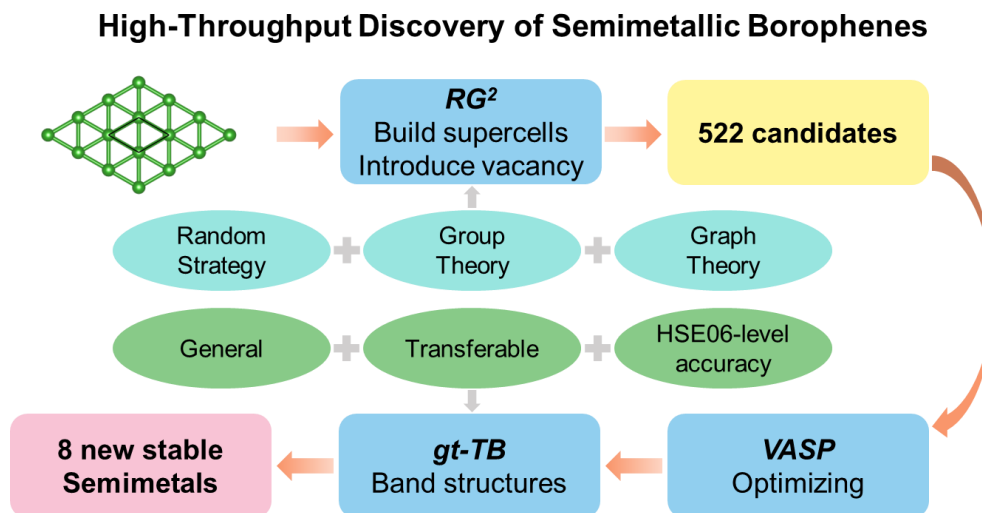 High-Throughput Discovery of Semimetallic Borophenes
RG²
Build supercells
Introduce vacancy
522 candidates
Random
Strategy
Group
Theory
Graph
Theory
General
Transferable
HSE06-level
accuracy
8 new stable
Semimetals
gt-TB
Band structures
VASP
Optimizing